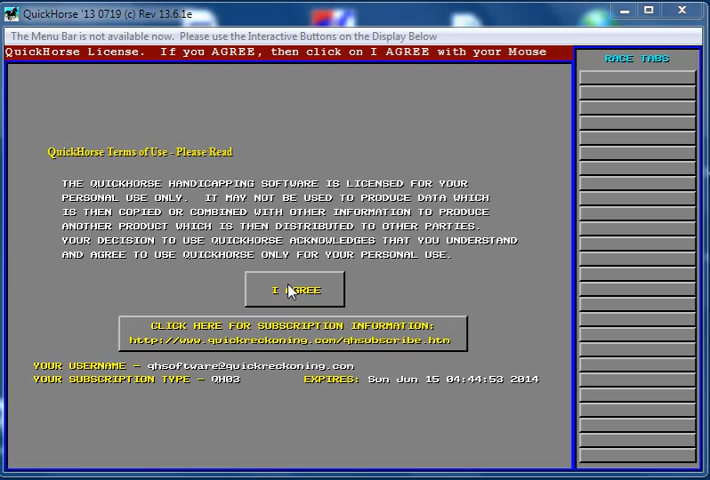 QuickHorse '13 0719 (c) Rev 13.6.1e
The Menu Bar is not available now. Please use the Interactive Buttons on the Display Below
QuickHorse License. If you AGREE, then click on I AGREE with your Mouse
RACE TABS
QuickHorse Terms of Use - Please Read
THE QUICKHORSE HANDICAPPING SOFTWARE IS LICENSED FOR YOUR
PERSONAL USE ONLY. IT MAY NOT BE USED TO PRODUCE DATA WHICH
IS THEN COPIED OR COMBINED WITH OTHER INFORMATION TO PRODUCE
ANOTHER PRODUCT WHICH IS THEN DISTRIBUTED TO OTHER PARTIES.
YOUR DECISION TO USE QUICKHORSE ACKNOWLEDGES THAT YOU UNDERSTAND
AND AGREE TO USE QUICKHORSE ONLY FOR YOUR PERSONAL USE.
I AGREE
CLICK HERE FOR SUBSCRIPTION INFORMATION:
http://www.quickreckoning.com/qhsubscribe.htm
YOUR USERNAME - qhsoftware@quickreckoning.com
YOUR SUBSCRIPTION TYPE - QH03 EXPIRES: Sun Jun 15 04:44:53 2014